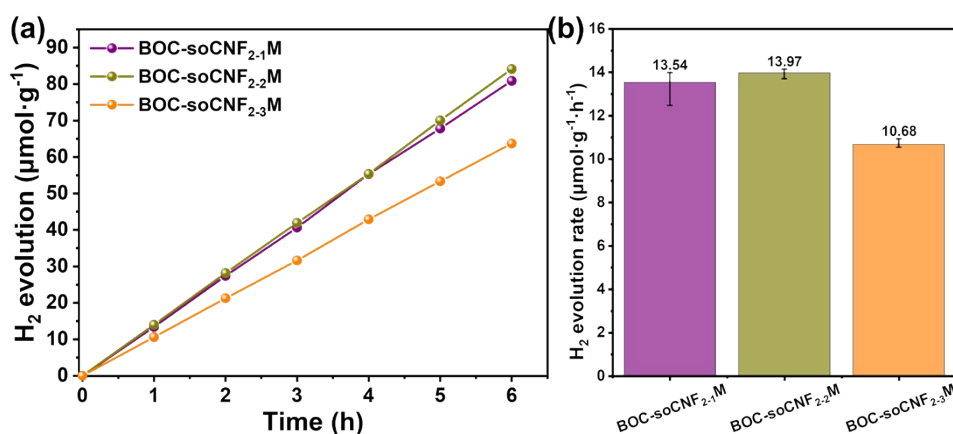 (a)
BOC-soCNF₂₋₁M
BOC-soCNF₂₋₂M
BOC-soCNF₂₋₃M
H₂ evolution (μmol·g⁻¹)
90
80
70
60
50
40
30
20
10
0
0 1 2 3 4 5 6
Time (h)
(b)
H₂ evolution rate (μmol·g⁻¹·h⁻¹)
16
14
12
10
8
6
4
2
0
13.54
13.97
10.68
BOC-soCNF₂₋₁M
BOC-soCNF₂₋₂M
BOC-soCNF₂₋₃M